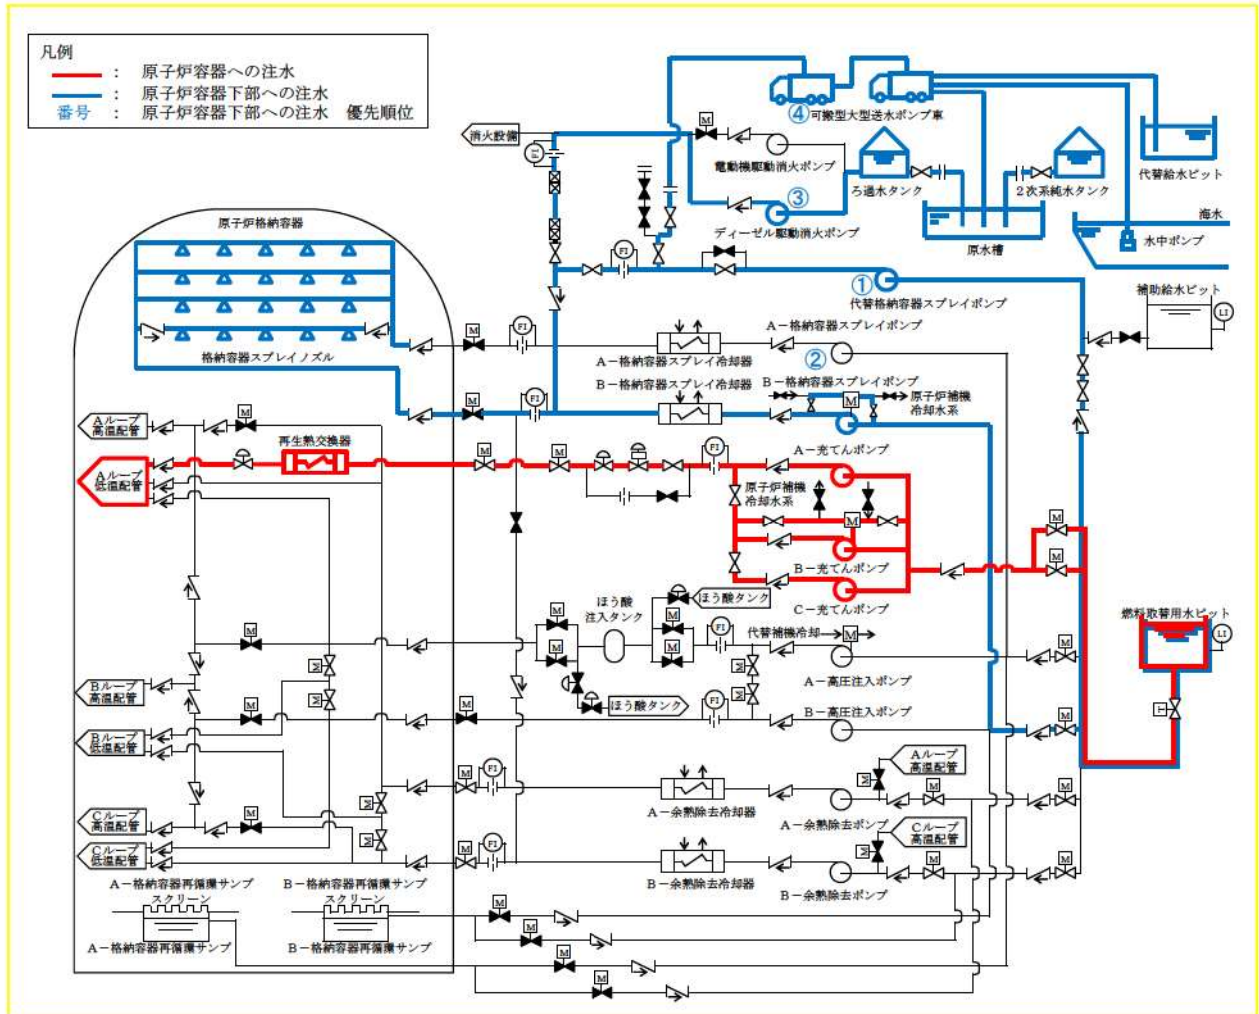 凡例
: 原子炉容器への注水
: 原子炉容器下部への注水
番号 : 原子炉容器下部への注水 優先順位
消火設備
FI
M
④可搬型大型送水ポンプ車
電動機駆動消火ポンプ
ろ過水タンク
2次系純水タンク
代替給水ピット
③
ディーゼル駆動消火ポンプ
原水槽
海水
水中ポンプ
原子炉格納容器
FI
①
代替格納容器スプレイポンプ
補助給水ピット
LI
格納容器スプレイノズル
M
FI
A-格納容器スプレイポンプ
A-格納容器スプレイ冷却器
②
B-格納容器スプレイ冷却器
B-格納容器スプレイポンプ
M
FI
M
原子炉補機
冷却水系
Aループ
高温配管
M
再生熱交換器
Aループ
低温配管
M
M
FI
A-充てんポンプ
原子炉補機
冷却水系
M
B-充てんポンプ
C-充てんポンプ
M
M
燃料取替用水ピット
LI
T
ほう酸
注入タンク
ほう酸タンク
M
M
M
M
FI
代替補機冷却
M
A-高圧注入ポンプ
M
M
M
M
M
M
Bループ
高温配管
ほう酸タンク
M
M
FI
B-高圧注入ポンプ
M
Bループ
低温配管
Aループ
高温配管
M
FI
M
M
M
M
A-余熱除去冷却器
A-余熱除去ポンプ
Cループ
高温配管
M
M
Cループ
高温配管
Cループ
低温配管
M
FI
M
M
M
B-余熱除去冷却器
B-余熱除去ポンプ
A-格納容器再循環サンプ
スクリーン
B-格納容器再循環サンプ
スクリーン
A-格納容器再循環サンプ
B-格納容器再循環サンプ
M
M
M
M